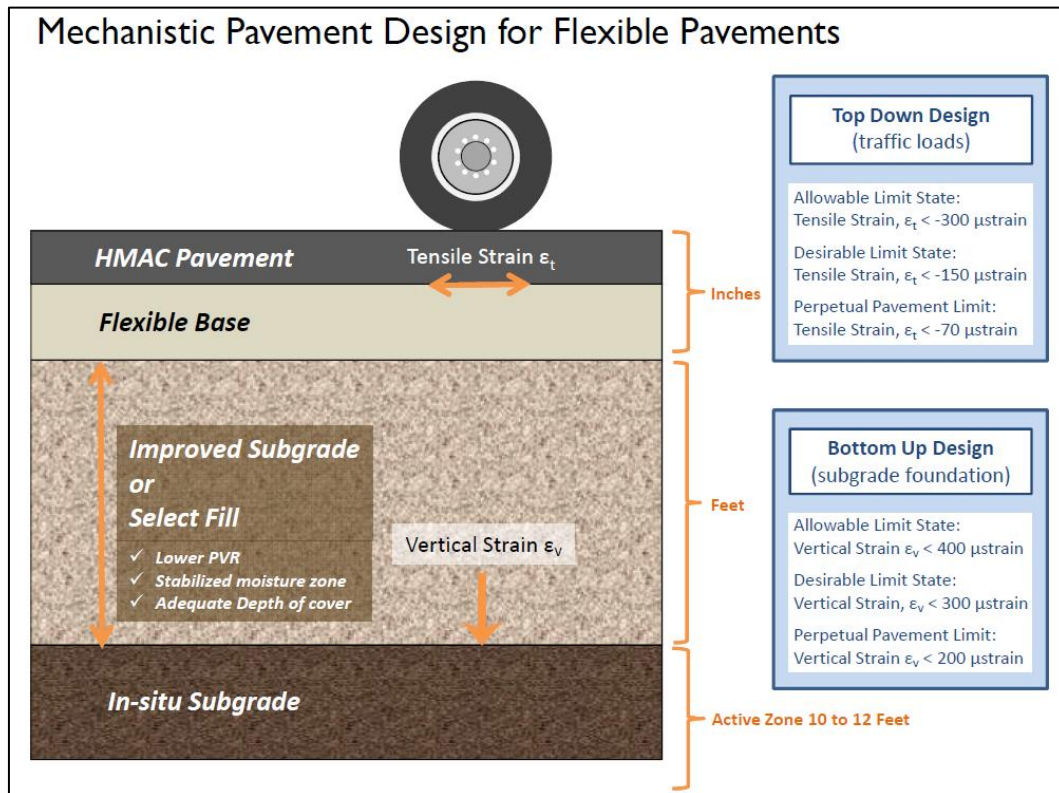 Mechanistic Pavement Design for Flexible Pavements
HMAC Pavement
Tensile Strain εt
Flexible Base
Inches
Improved Subgrade
or
Select Fill
✓ Lower PVR
✓ Stabilized moisture zone
✓ Adequate Depth of cover
Vertical Strain εv
Feet
In-situ Subgrade
Active Zone 10 to 12 Feet
Top Down Design
(traffic loads)
Allowable Limit State:
Tensile Strain, εt < -300 µstrain
Desirable Limit State:
Tensile Strain, εt < -150 µstrain
Perpetual Pavement Limit:
Tensile Strain, εt < -70 µstrain
Bottom Up Design
(subgrade foundation)
Allowable Limit State:
Vertical Strain εv < 400 µstrain
Desirable Limit State:
Vertical Strain, εv < 300 µstrain
Perpetual Pavement Limit:
Vertical Strain εv < 200 µstrain